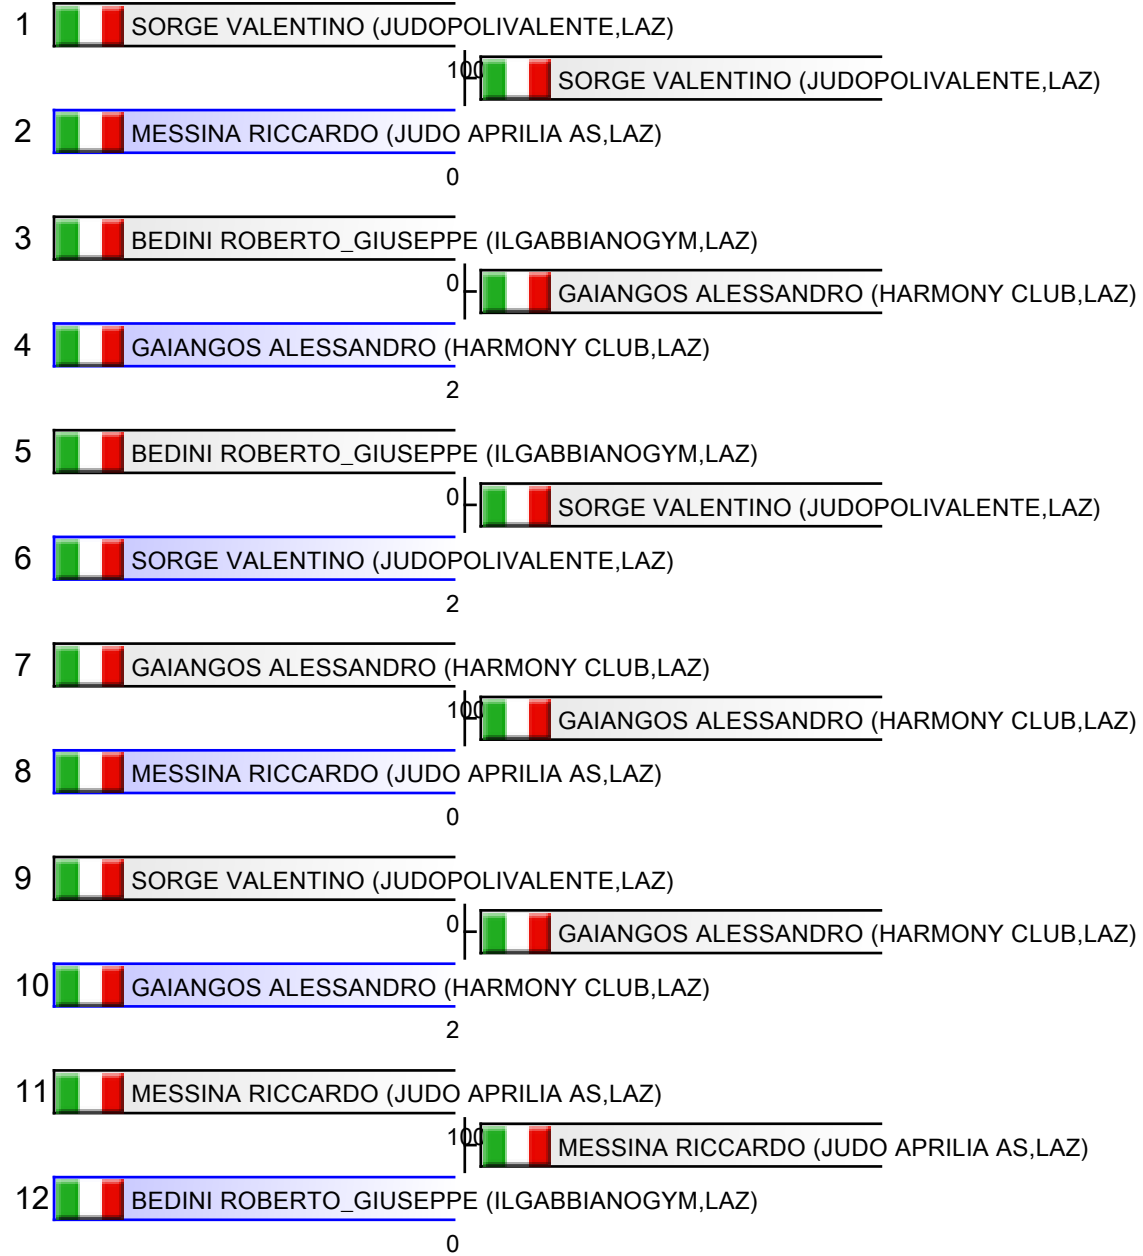 1 SORGE VALENTINO (JUDOPOLIVALENTE,LAZ)
100 SORGE VALENTINO (JUDOPOLIVALENTE,LAZ)
2 MESSINA RICCARDO (JUDO APRILIA AS,LAZ)
0
3 BEDINI ROBERTO_GIUSEPPE (ILGABBIANOGYM,LAZ)
0 GAIANGOS ALESSANDRO (HARMONY CLUB,LAZ)
4 GAIANGOS ALESSANDRO (HARMONY CLUB,LAZ)
2
5 BEDINI ROBERTO_GIUSEPPE (ILGABBIANOGYM,LAZ)
0 SORGE VALENTINO (JUDOPOLIVALENTE,LAZ)
6 SORGE VALENTINO (JUDOPOLIVALENTE,LAZ)
2
7 GAIANGOS ALESSANDRO (HARMONY CLUB,LAZ)
100 GAIANGOS ALESSANDRO (HARMONY CLUB,LAZ)
8 MESSINA RICCARDO (JUDO APRILIA AS,LAZ)
0
9 SORGE VALENTINO (JUDOPOLIVALENTE,LAZ)
0 GAIANGOS ALESSANDRO (HARMONY CLUB,LAZ)
10 GAIANGOS ALESSANDRO (HARMONY CLUB,LAZ)
2
11 MESSINA RICCARDO (JUDO APRILIA AS,LAZ)
100 MESSINA RICCARDO (JUDO APRILIA AS,LAZ)
12 BEDINI ROBERTO_GIUSEPPE (ILGABBIANOGYM,LAZ)
0